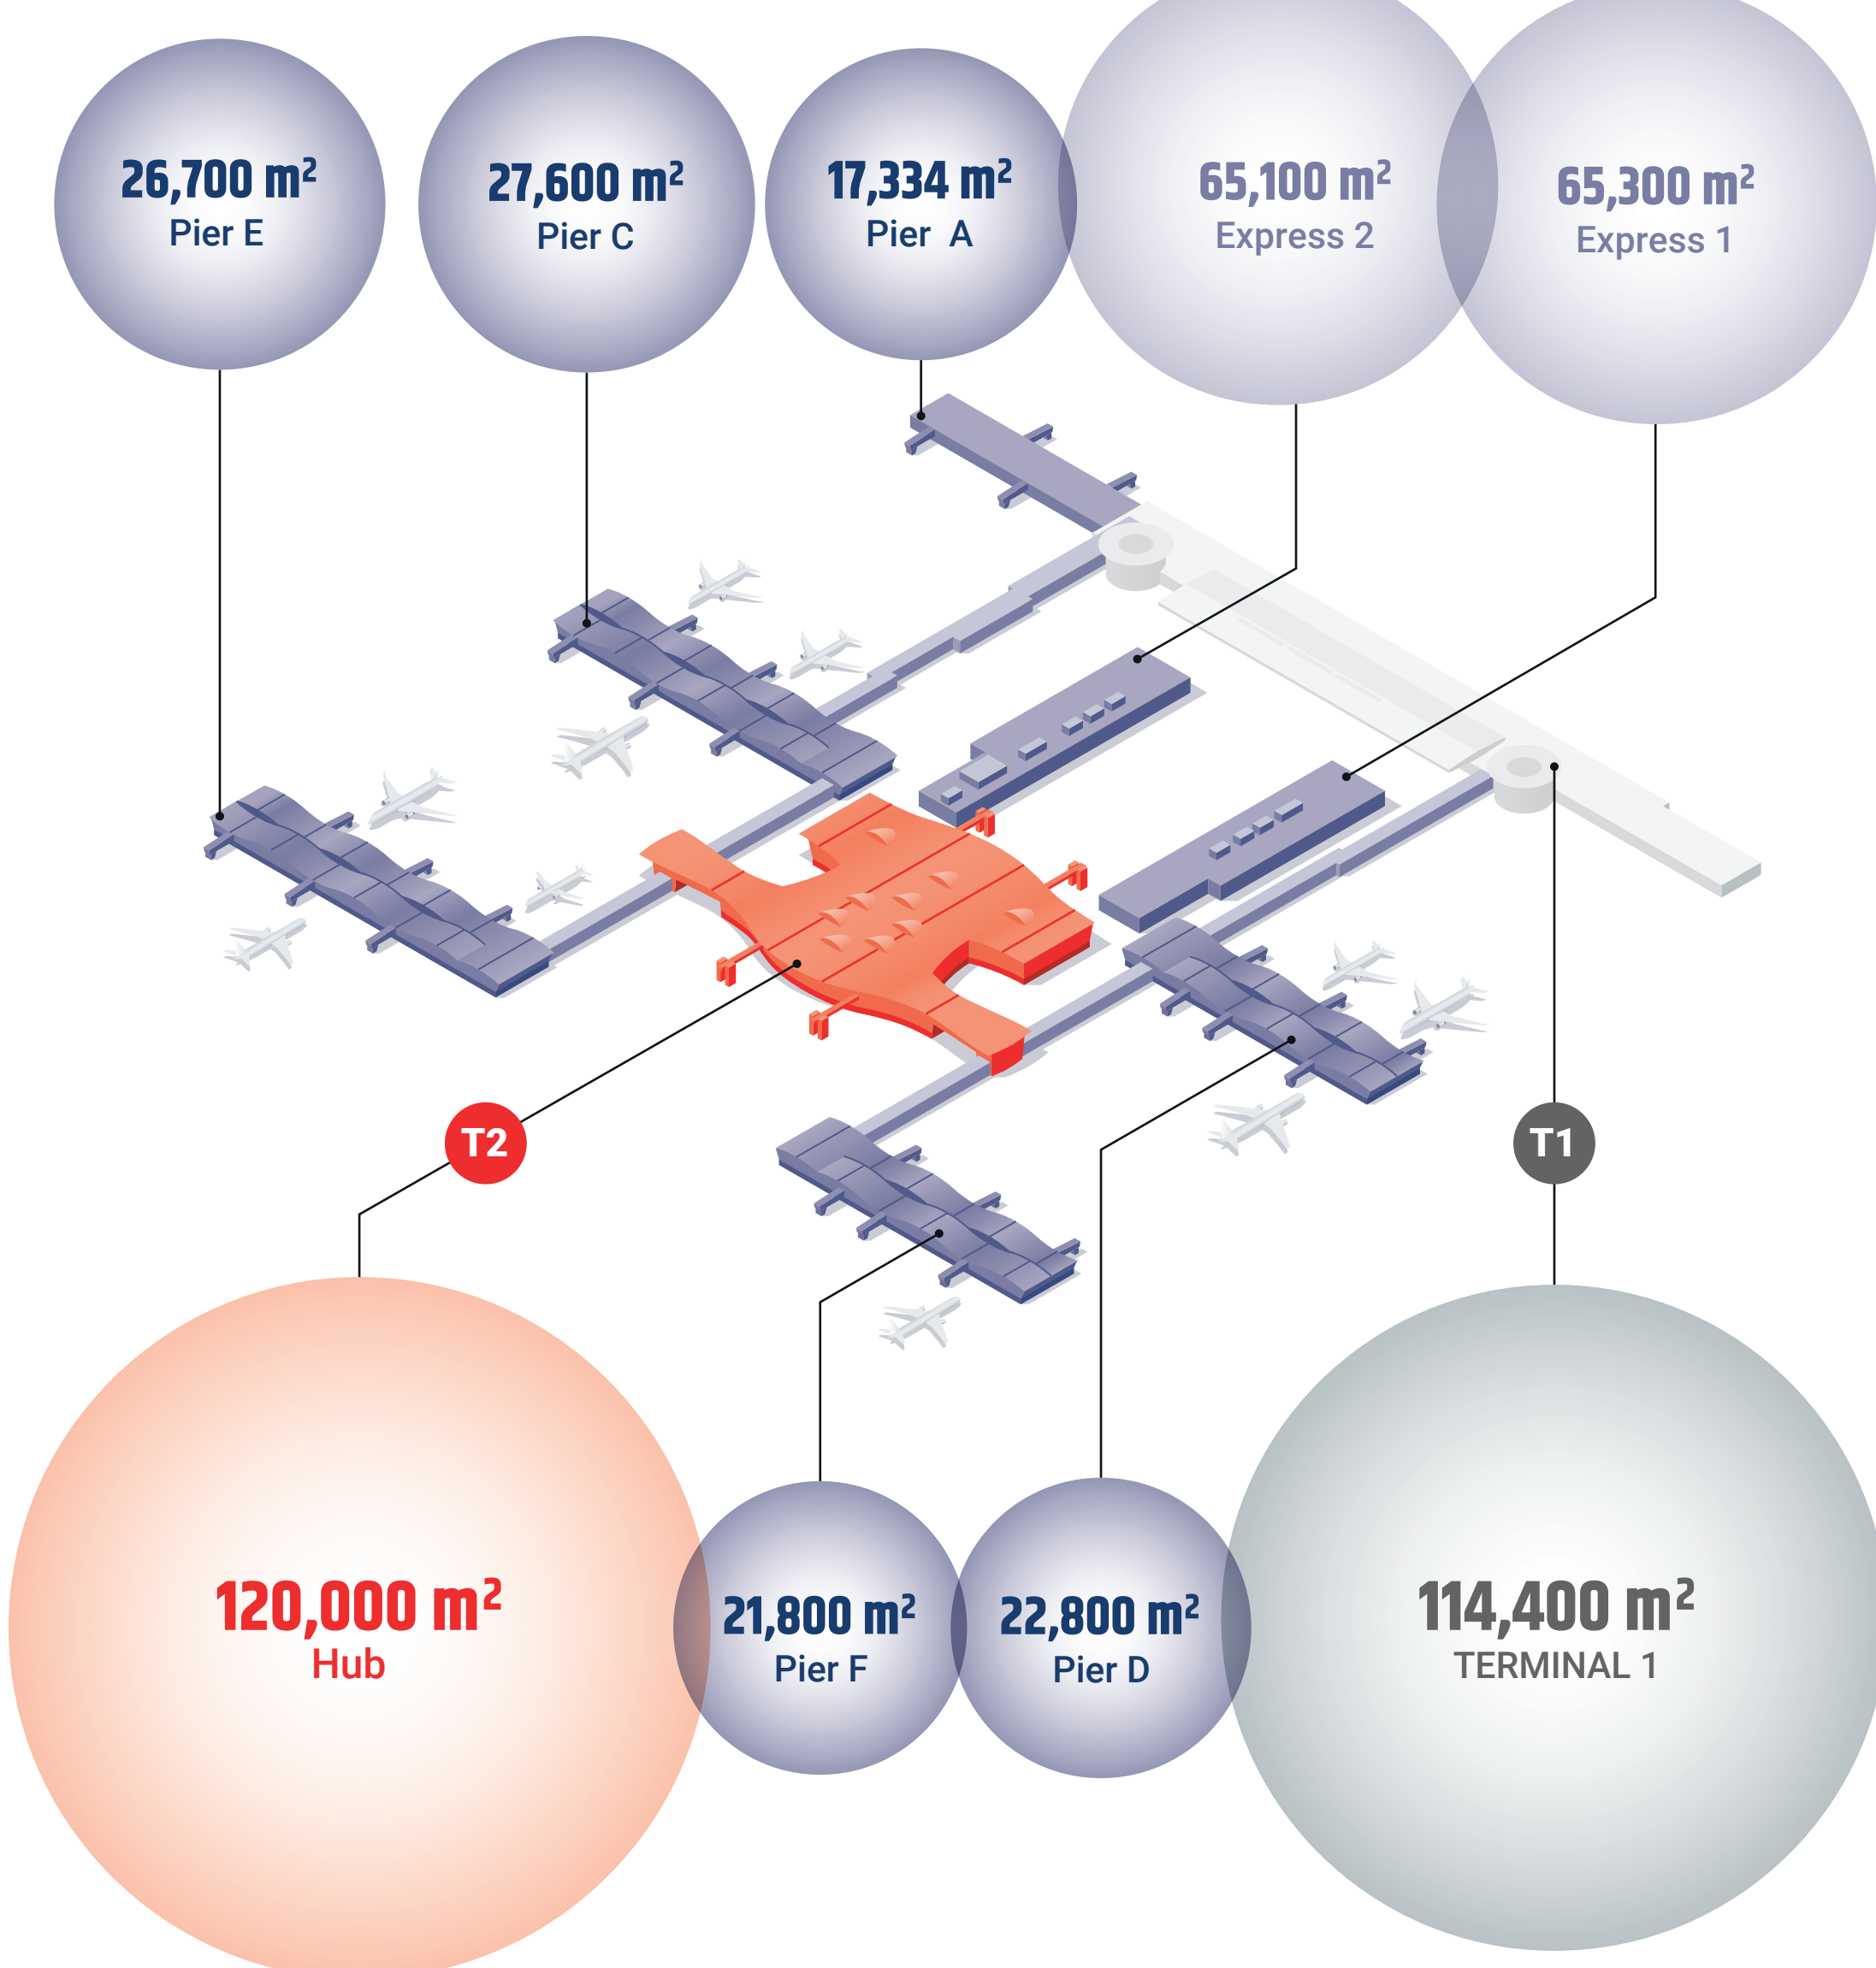 26,700 m²
Pier E
27,600 m²
Pier C
17,334 m²
Pier A
65,100 m²
Express 2
65,300 m²
Express 1
T2
T1
120,000 m²
Hub
21,800 m²
Pier F
22,800 m²
Pier D
114,400 m²
TERMINAL 1